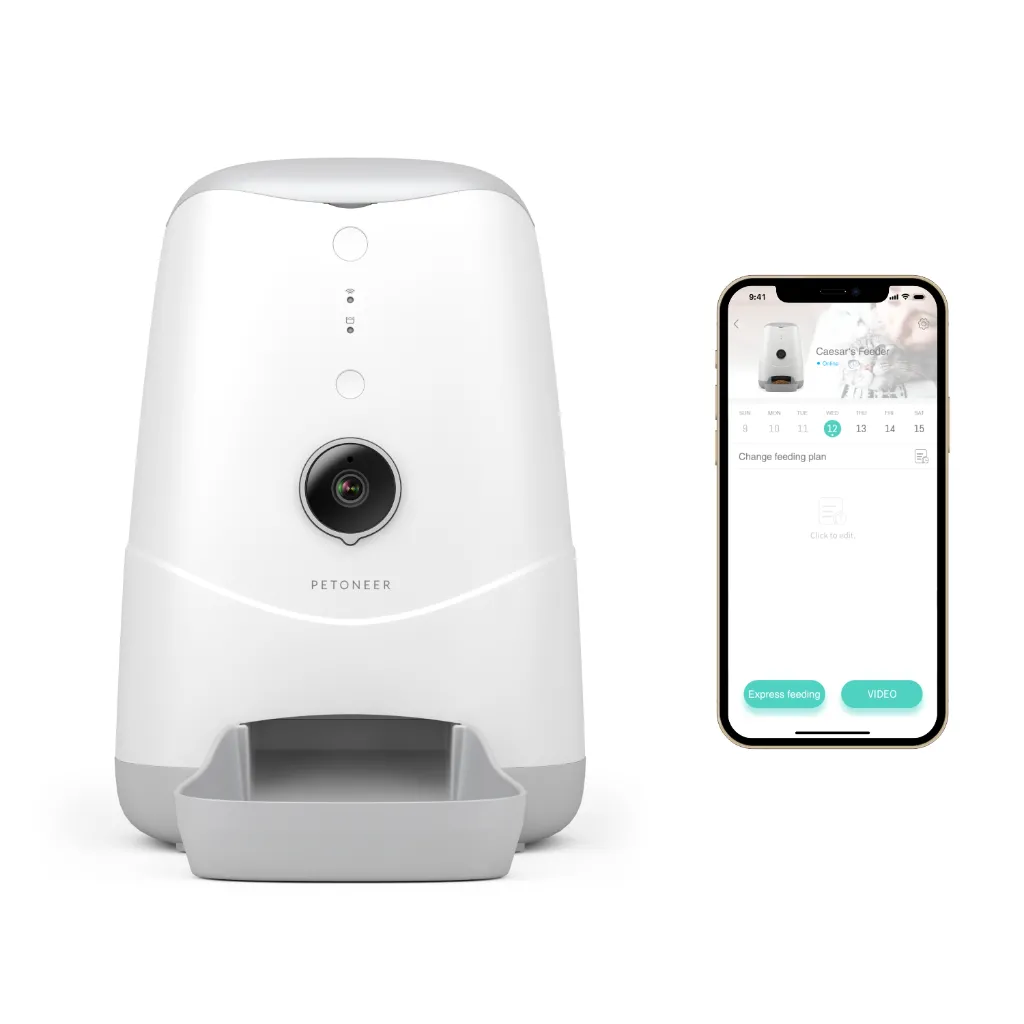 PETONEER
9:41
Caesar's Feeder
Online
SUN MON TUE WED THU FRI SAT
9 10 11 12 13 14 15
Change feeding plan
Click to edit.
Express feeding VIDEO